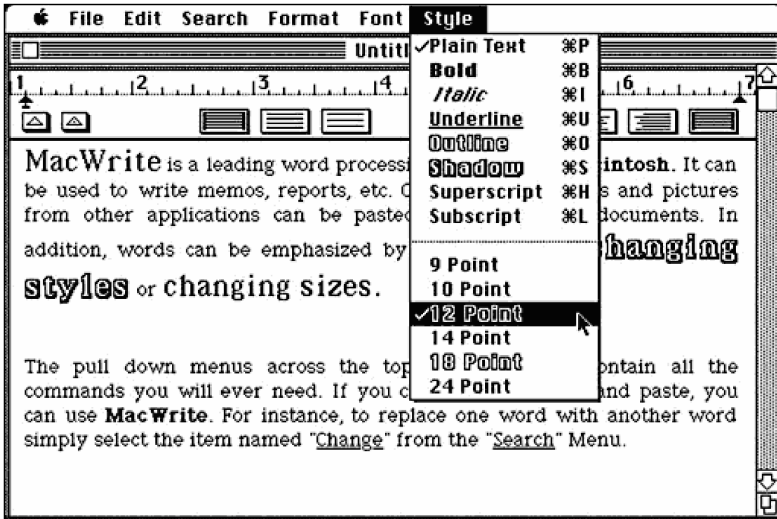 File Edit Search Format Font Style
Untitl
✓Plain Text ⌘P
Bold ⌘B
Italic ⌘I
Underline ⌘U
Outline ⌘O
Shadow ⌘S
Superscript ⌘H
Subscript ⌘L
9 Point
10 Point
✓12 Point
14 Point
18 Point
24 Point
1 2 3 4 6 7
MacWrite is a leading word processi intosh. It can
be used to write memos, reports, etc. s and pictures
from other applications can be paste documents. In
addition, words can be emphasized by hanging
styles or changing sizes.
The pull down menus across the top ontain all the
commands you will ever need. If you and paste, you
can use MacWrite. For instance, to replace one word with another word
simply select the item named "Change" from the "Search" Menu.